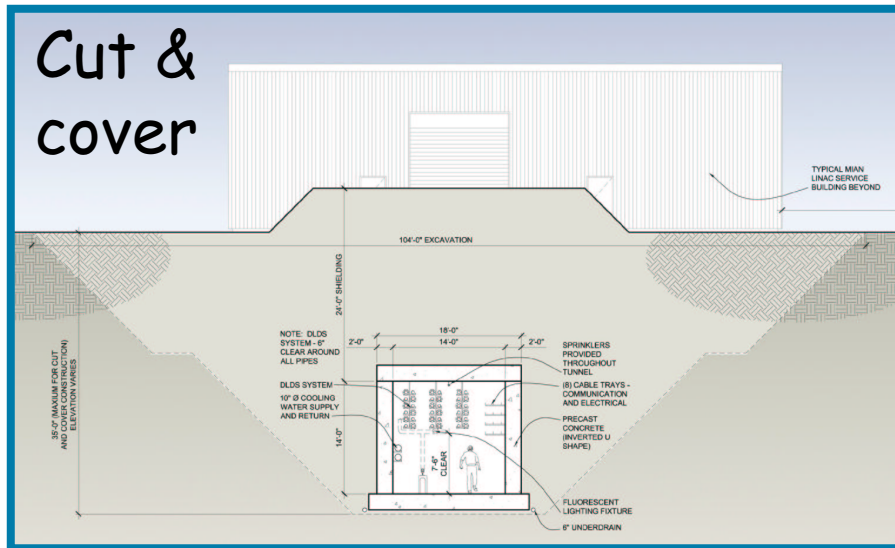 Cut &
cover
TYPICAL MIAN
LINAC SERVICE
BUILDING BEYOND
104'-0" EXCAVATION
24'-0" SHIELDING
35'-0" (MAXIUM FOR CUT
AND COVER CONSTRUCTION)
ELEVATION VARIES
NOTE: DLDS
SYSTEM - 6"
CLEAR AROUND
ALL PIPES
18'-0"
2'-0"
14'-0"
2'-0"
SPRINKLERS
PROVIDED
THROUGHOUT
TUNNEL
DLDS SYSTEM
10" Ø COOLING
WATER SUPPLY
AND RETURN
(8) CABLE TRAYS -
COMMUNICATION
AND ELECTRICAL
PRECAST
CONCRETE
(INVERTED U
SHAPE)
14'-0"
7'-6"
CLEAR
FLUORESCENT
LIGHTING FIXTURE
6" UNDERDRAIN